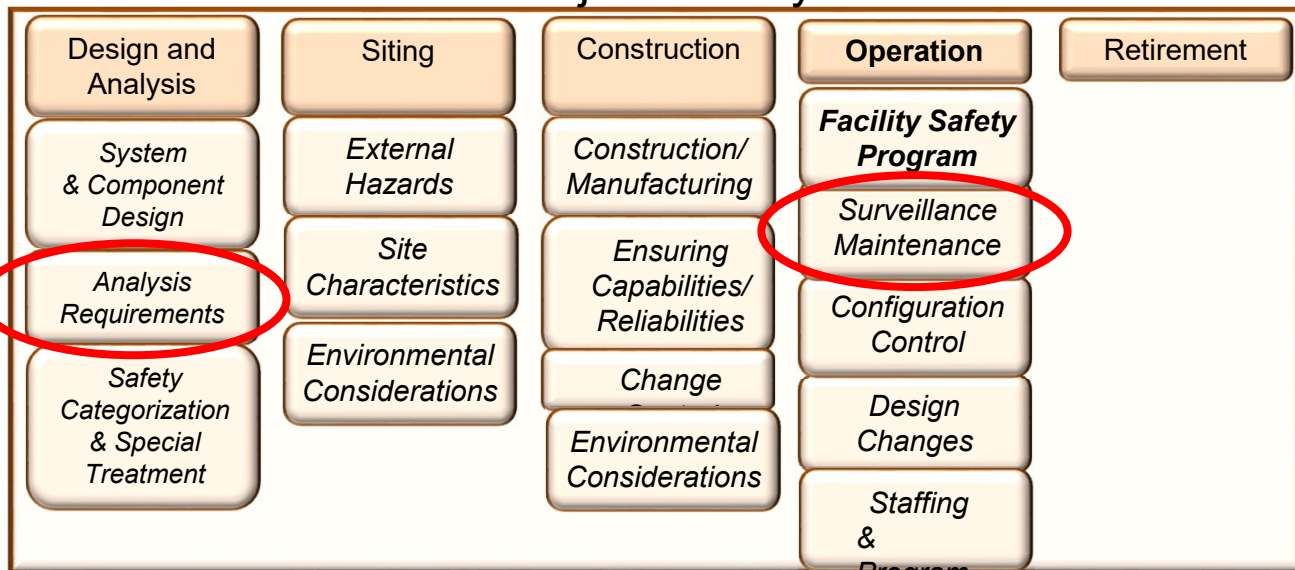 Design and
Analysis
System
& Component
Design
Analysis
Requirements
Safety
Categorization
& Special
Treatment
Siting
External
Hazards
Site
Characteristics
Environmental
Considerations
Construction
Construction/
Manufacturing
Ensuring
Capabilities/
Reliabilities
Change
Environmental
Considerations
Operation
Facility Safety
Program
Surveillance
Maintenance
Configuration
Control
Design
Changes
Staffing
&
Program
Retirement